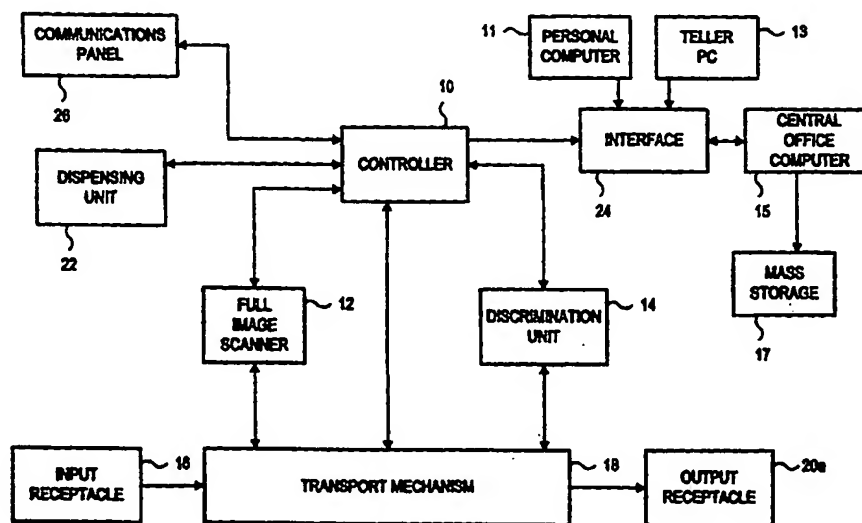 COMMUNICATIONS
PANEL
26
DISPENSING
UNIT
22
10
CONTROLLER
11
PERSONAL
COMPUTER
TELLER
PC
13
INTERFACE
24
CENTRAL
OFFICE
COMPUTER
15
MASS
STORAGE
17
FULL
IMAGE
SCANNER
12
DISCRIMINATION
UNIT
14
INPUT
RECEPTACLE
16
TRANSPORT MECHANISM
18
OUTPUT
RECEPTACLE
20a